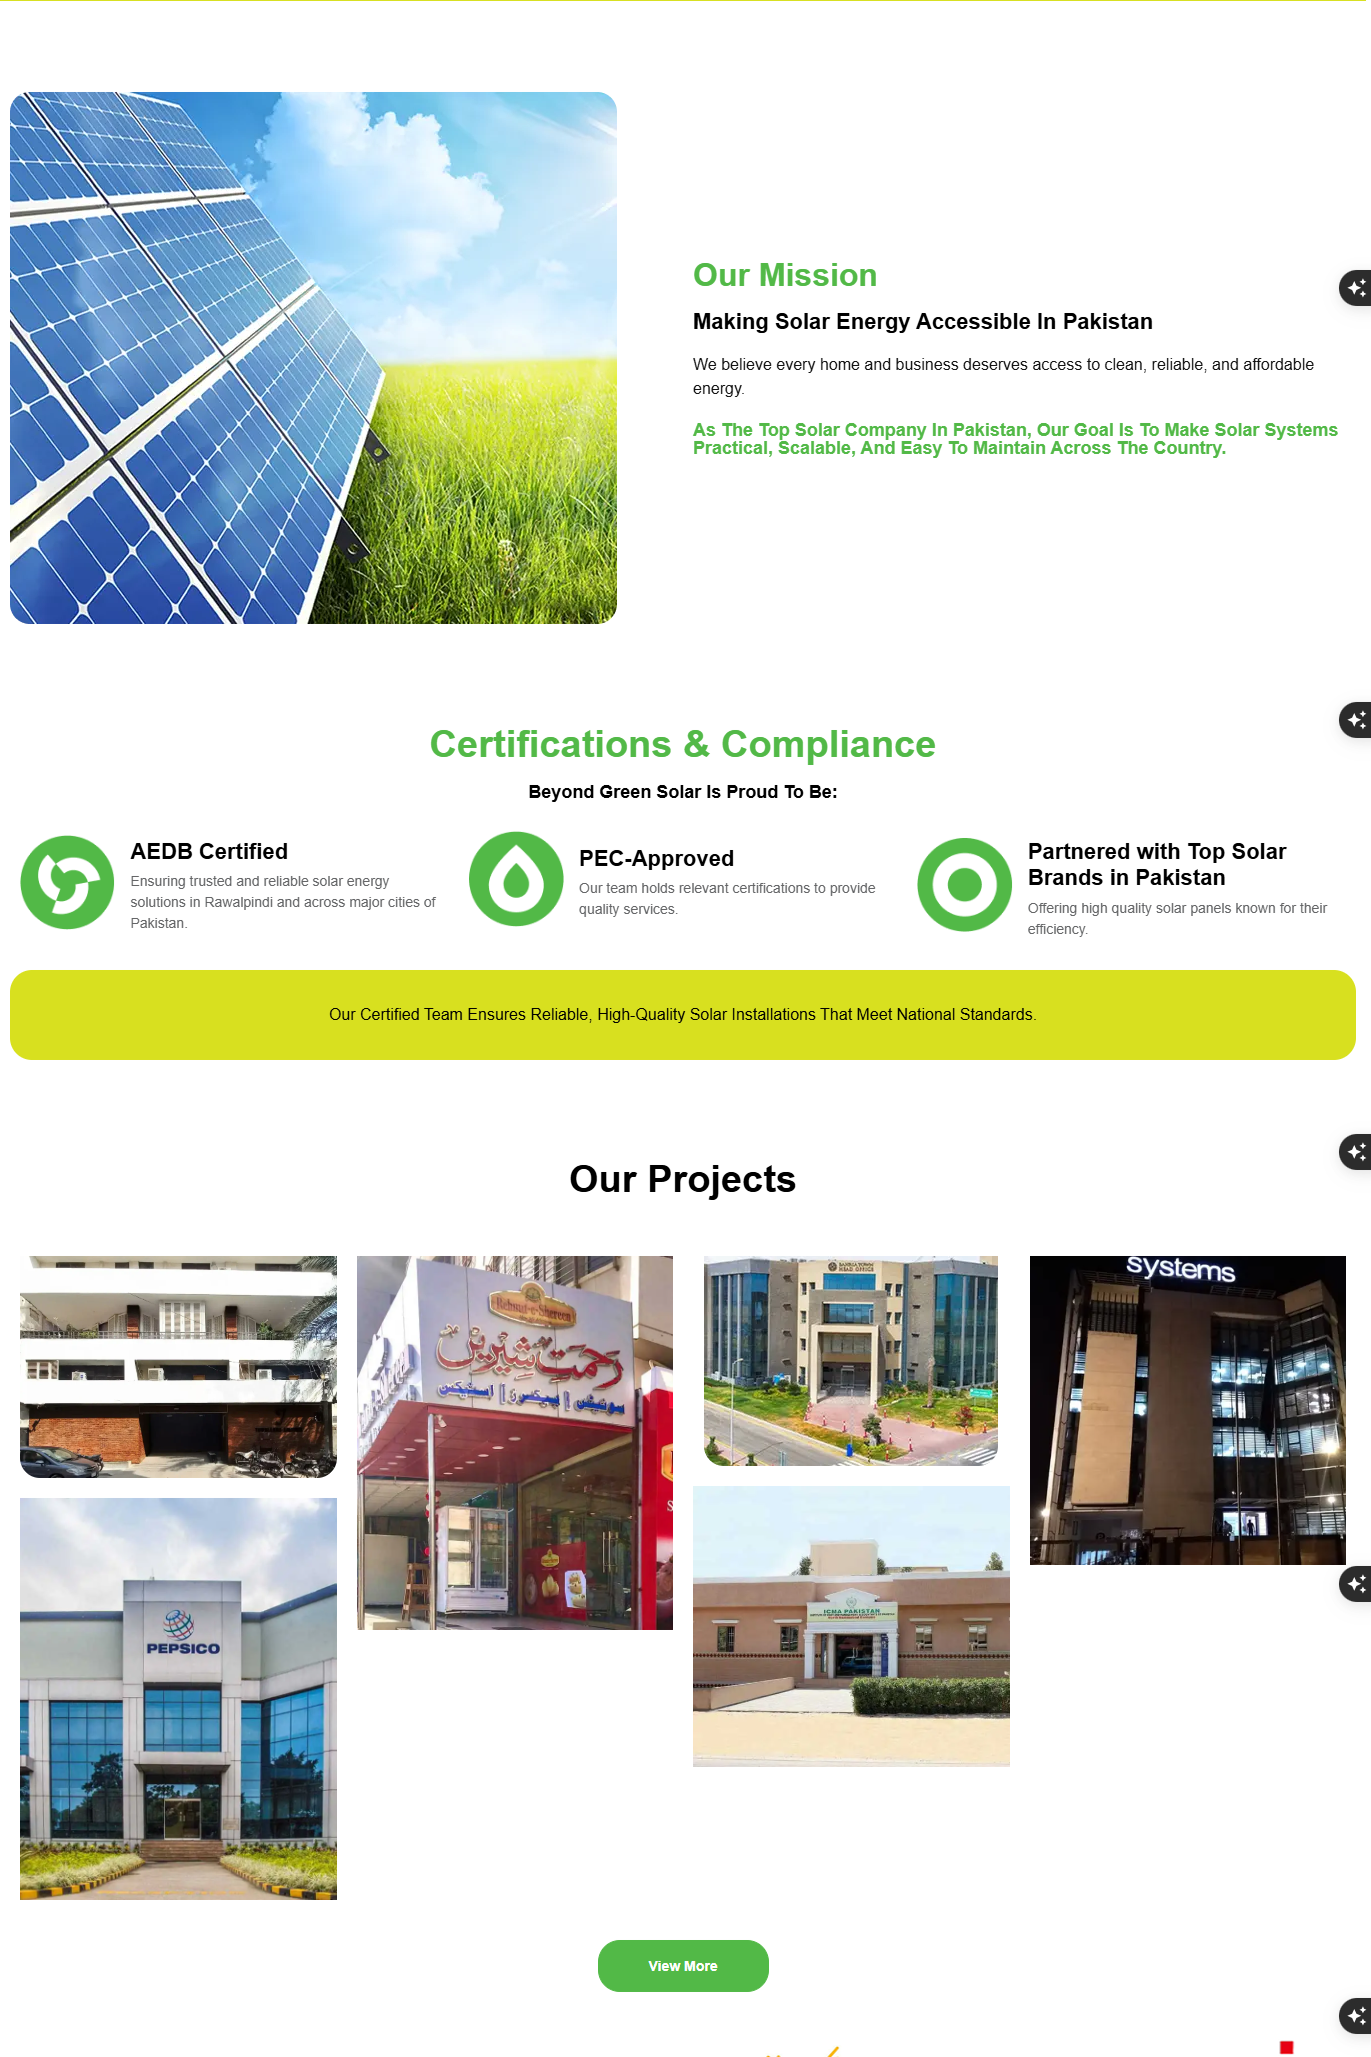 Our Mission
Making Solar Energy Accessible In Pakistan
We believe every home and business deserves access to clean, reliable, and affordable
energy.
As The Top Solar Company In Pakistan, Our Goal Is To Make Solar Systems
Practical, Scalable, And Easy To Maintain Across The Country.
Certifications & Compliance
Beyond Green Solar Is Proud To Be:
AEDB Certified
Ensuring trusted and reliable solar energy
solutions in Rawalpindi and across major cities of
Pakistan.
PEC-Approved
Our team holds relevant certifications to provide
quality services.
Partnered with Top Solar
Brands in Pakistan
Offering high quality solar panels known for their
efficiency.
Our Certified Team Ensures Reliable, High-Quality Solar Installations That Meet National Standards.
Our Projects
Rehmat-e-Shereen
رحمتِ شیریں
سوئیٹس | بیکرز | اسنیکس
BAHRIA TOWN
HEAD OFFICE
systems
PEPSICO
ICMA PAKISTAN
View More